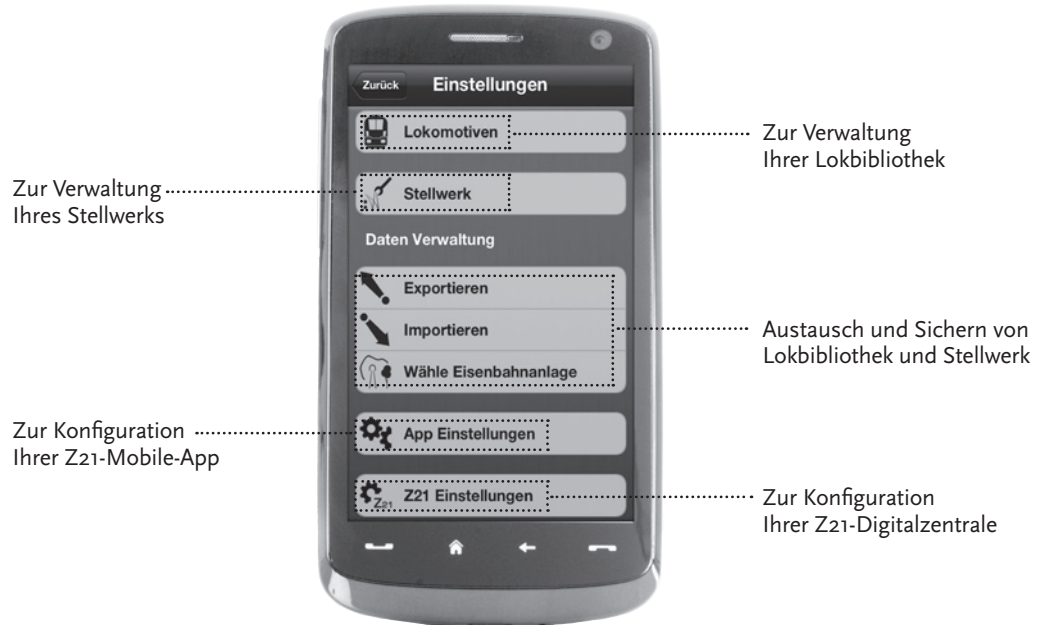 Zurück
Einstellungen
Lokomotiven
Zur Verwaltung
Ihrer Lokbibliothek
Zur Verwaltung
Ihres Stellwerks
Stellwerk
Daten Verwaltung
Exportieren
Importieren
Wähle Eisenbahnanlage
Austausch und Sichern von
Lokbibliothek und Stellwerk
Zur Konfiguration
Ihrer Z21-Mobile-App
App Einstellungen
Z21
Z21 Einstellungen
Zur Konfiguration
Ihrer Z21-Digitalzentrale